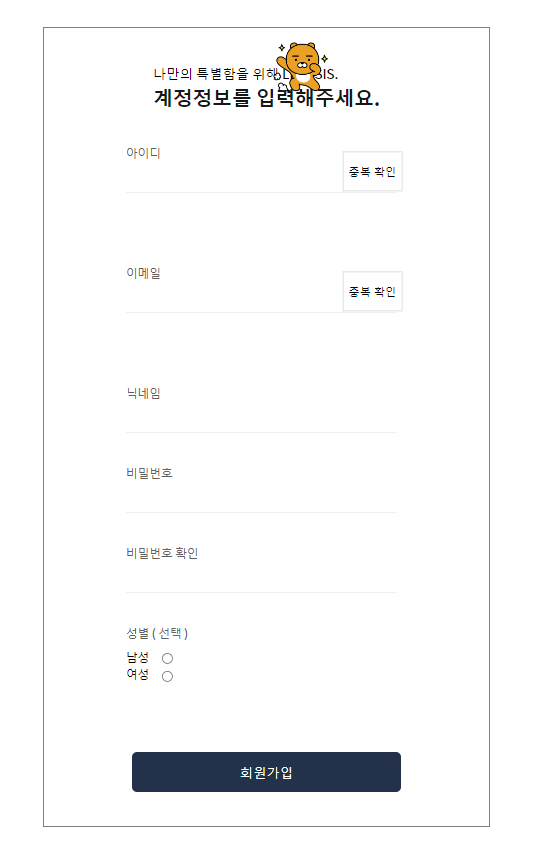 나만의 특별함을 위해 SIS.
계정정보를 입력해주세요.
아이디
중복 확인
이메일
중복 확인
닉네임
비밀번호
비밀번호 확인
성별 ( 선택 )
남성
여성
회원가입